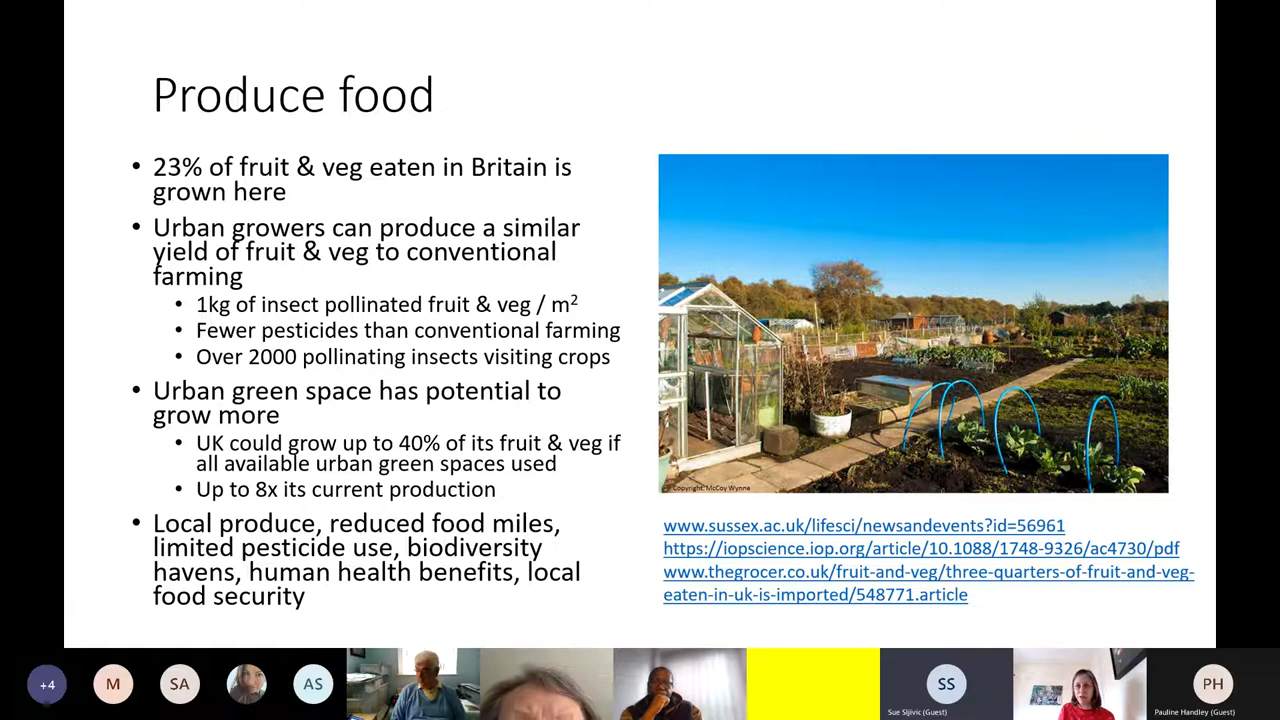 Produce food
• 23% of fruit & veg eaten in Britain is
grown here
• Urban growers can produce a similar
yield of fruit & veg to conventional
farming
• 1kg of insect pollinated fruit & veg / m²
• Fewer pesticides than conventional farming
• Over 2000 pollinating insects visiting crops
• Urban green space has potential to
grow more
• UK could grow up to 40% of its fruit & veg if
all available urban green spaces used
• Up to 8x its current production
• Local produce, reduced food miles,
limited pesticide use, biodiversity
havens, human health benefits, local
food security
Copyright: McCoy Wynne
www.sussex.ac.uk/lifesci/newsandevents?id=56961
https://iopscience.iop.org/article/10.1088/1748-9326/ac4730/pdf
www.thegrocer.co.uk/fruit-and-veg/three-quarters-of-fruit-and-veg-
eaten-in-uk-is-imported/548771.article
+4
M
SA
AS
SS
Sue Sljivic (Guest)
PH
Pauline Handley (Guest)